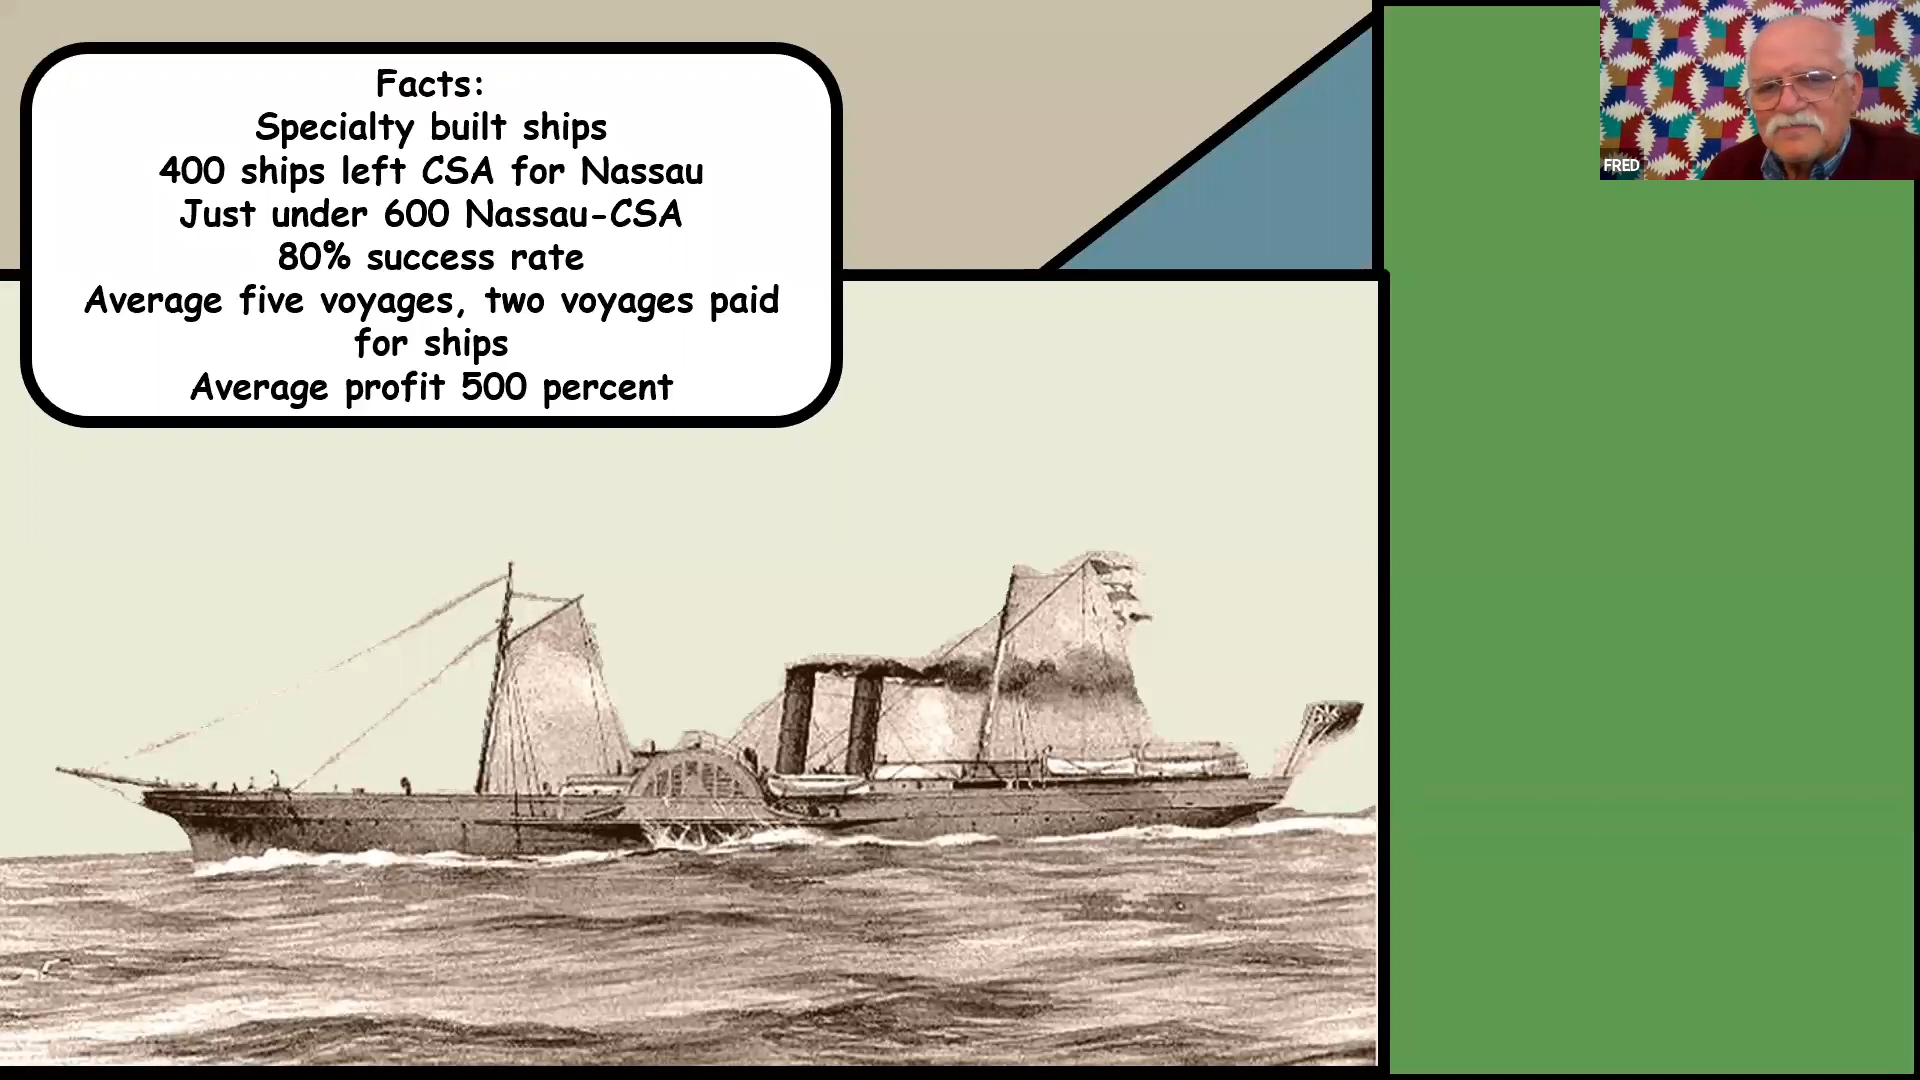 Facts:
Specialty built ships
400 ships left CSA for Nassau
Just under 600 Nassau-CSA
80% success rate
Average five voyages, two voyages paid
for ships
Average profit 500 percent
FRED